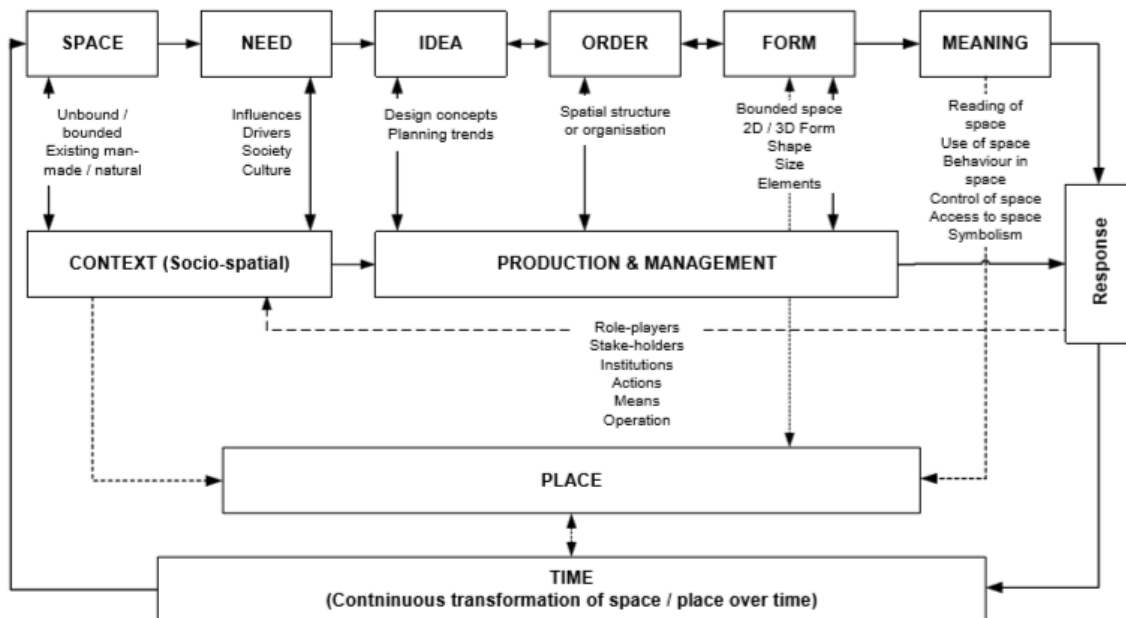 SPACE
NEED
IDEA
ORDER
FORM
MEANING
Unbound /
bounded
Existing man-
made / natural
Influences
Drivers
Society
Culture
Design concepts
Planning trends
Spatial structure
or organisation
Bounded space
2D / 3D Form
Shape
Size
Elements
Reading of
space
Use of space
Behaviour in
space
Control of space
Access to space
Symbolism
Response
CONTEXT (Socio-spatial)
PRODUCTION & MANAGEMENT
Role-players
Stake-holders
Institutions
Actions
Means
Operation
PLACE
TIME
(Contninuous transformation of space / place over time)